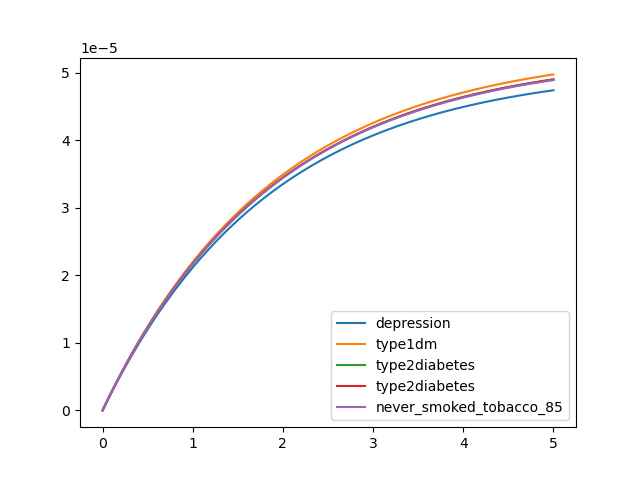 1e−5
5
4
3
2
1
0
depression
type1dm
type2diabetes
type2diabetes
never_smoked_tobacco_85
0 1 2 3 4 5